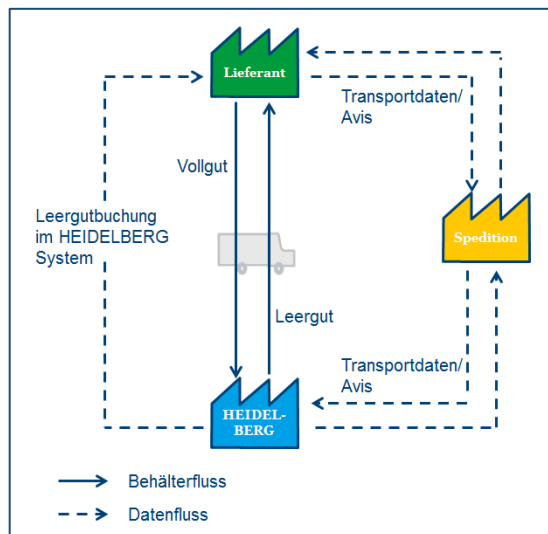 Lieferant
Transportdaten/
Avis
Vollgut
Leergutbuchung
im HEIDELBERG
System
Spedition
Leergut
Transportdaten/
Avis
HEIDEL-
BERG
Behälterfluss
Datenfluss